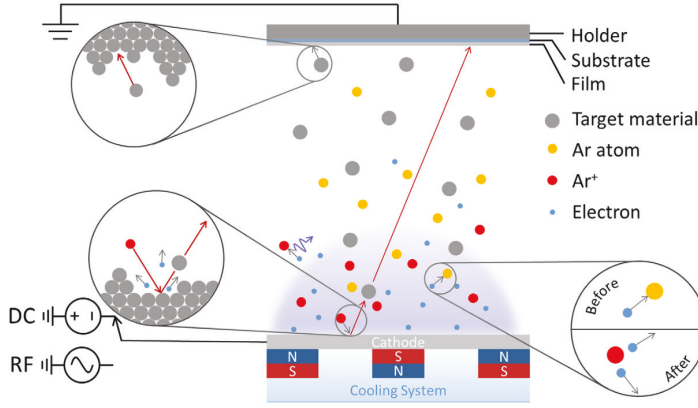 Holder
Substrate
Film
Target material
Ar atom
Ar⁺
Electron
Before
After
DC
+ -
RF
Cathode
N S N
S N S
Cooling System